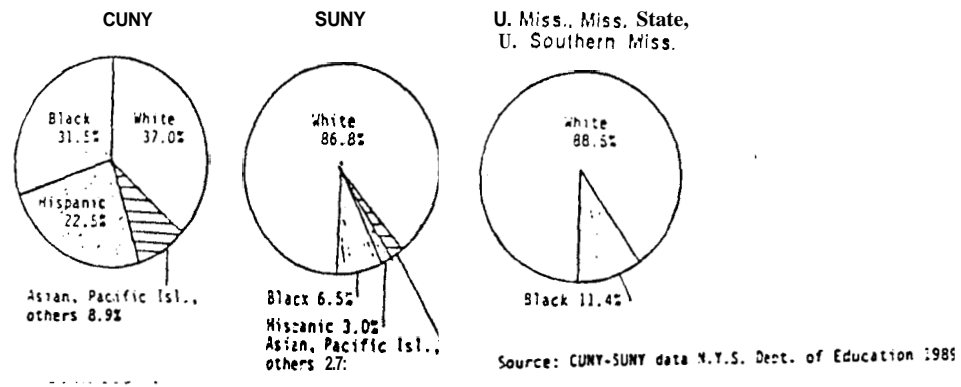 CUNY
Black
31.5%
White
37.0%
Hispanic
22.5%
Asian, Pacific Isl.,
others 8.9%
SUNY
White
86.8%
Black 6.5%
Hispanic 3.0%
Asian, Pacific Isl.,
others 2.7:
U. Miss., Miss. State,
U. Southern Miss.
White
88.5%
Black 11.4%
Source: CUNY-SUNY data N.Y.S. Dept. of Education 1989